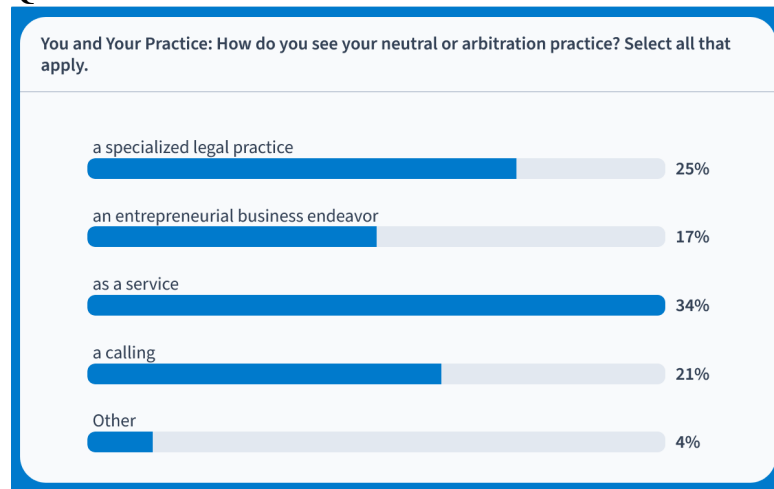 You and Your Practice: How do you see your neutral or arbitration practice? Select all that
apply.
a specialized legal practice
25%
an entrepreneurial business endeavor
17%
as a service
34%
a calling
21%
Other
4%